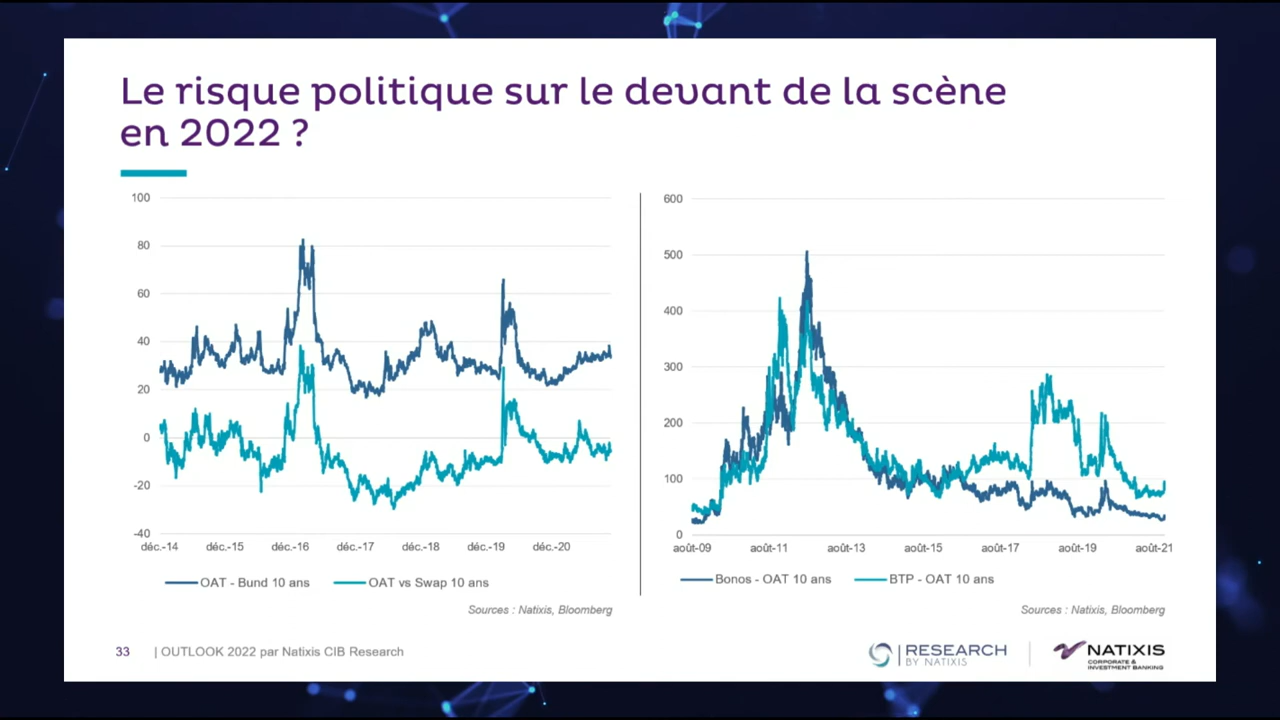 Le risque politique sur le devant de la scène
en 2022 ?
100
80
60
40
20
0
-20
-40
déc.-14 déc.-15 déc.-16 déc.-17 déc.-18 déc.-19 déc.-20
OAT - Bund 10 ans OAT vs Swap 10 ans
Sources : Natixis, Bloomberg
600
500
400
300
200
100
0
août-09 août-11 août-13 août-15 août-17 août-19 août-21
Bonos - OAT 10 ans BTP - OAT 10 ans
Sources : Natixis, Bloomberg
33 | OUTLOOK 2022 par Natixis CIB Research
RESEARCH
BY NATIXIS
NATIXIS
CORPORATE &
INVESTMENT BANKING